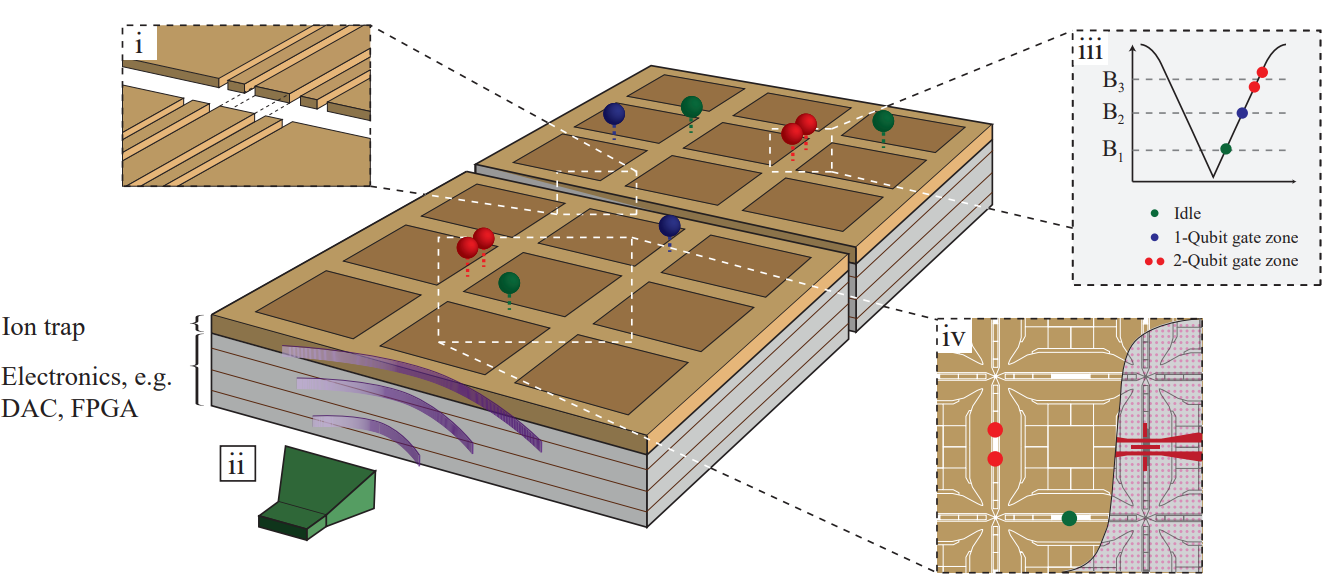 i
iii
B3
B2
B1
Idle
1-Qubit gate zone
2-Qubit gate zone
Ion trap
Electronics, e.g.
DAC, FPGA
iv
ii